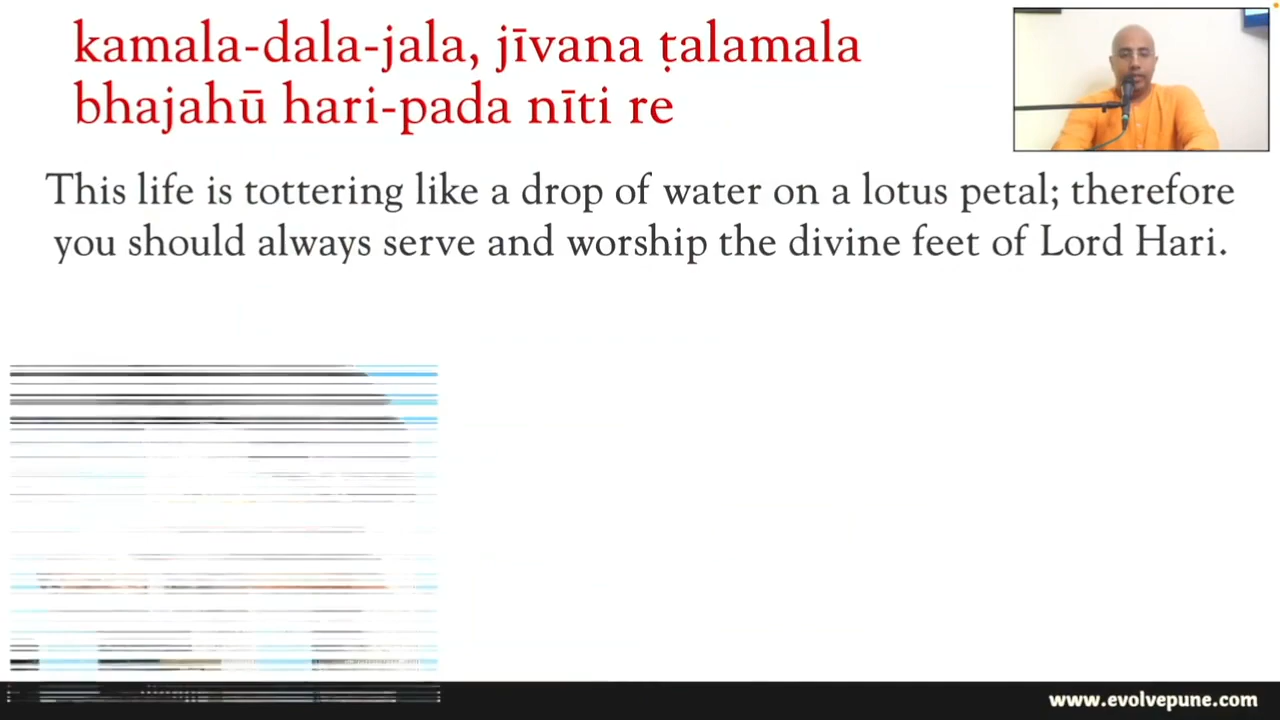 kamala-dala-jala, jīvana ṭalamala
bhajahū hari-pada nīti re
This life is tottering like a drop of water on a lotus petal; therefore
you should always serve and worship the divine feet of Lord Hari.
www.evolvepune.com